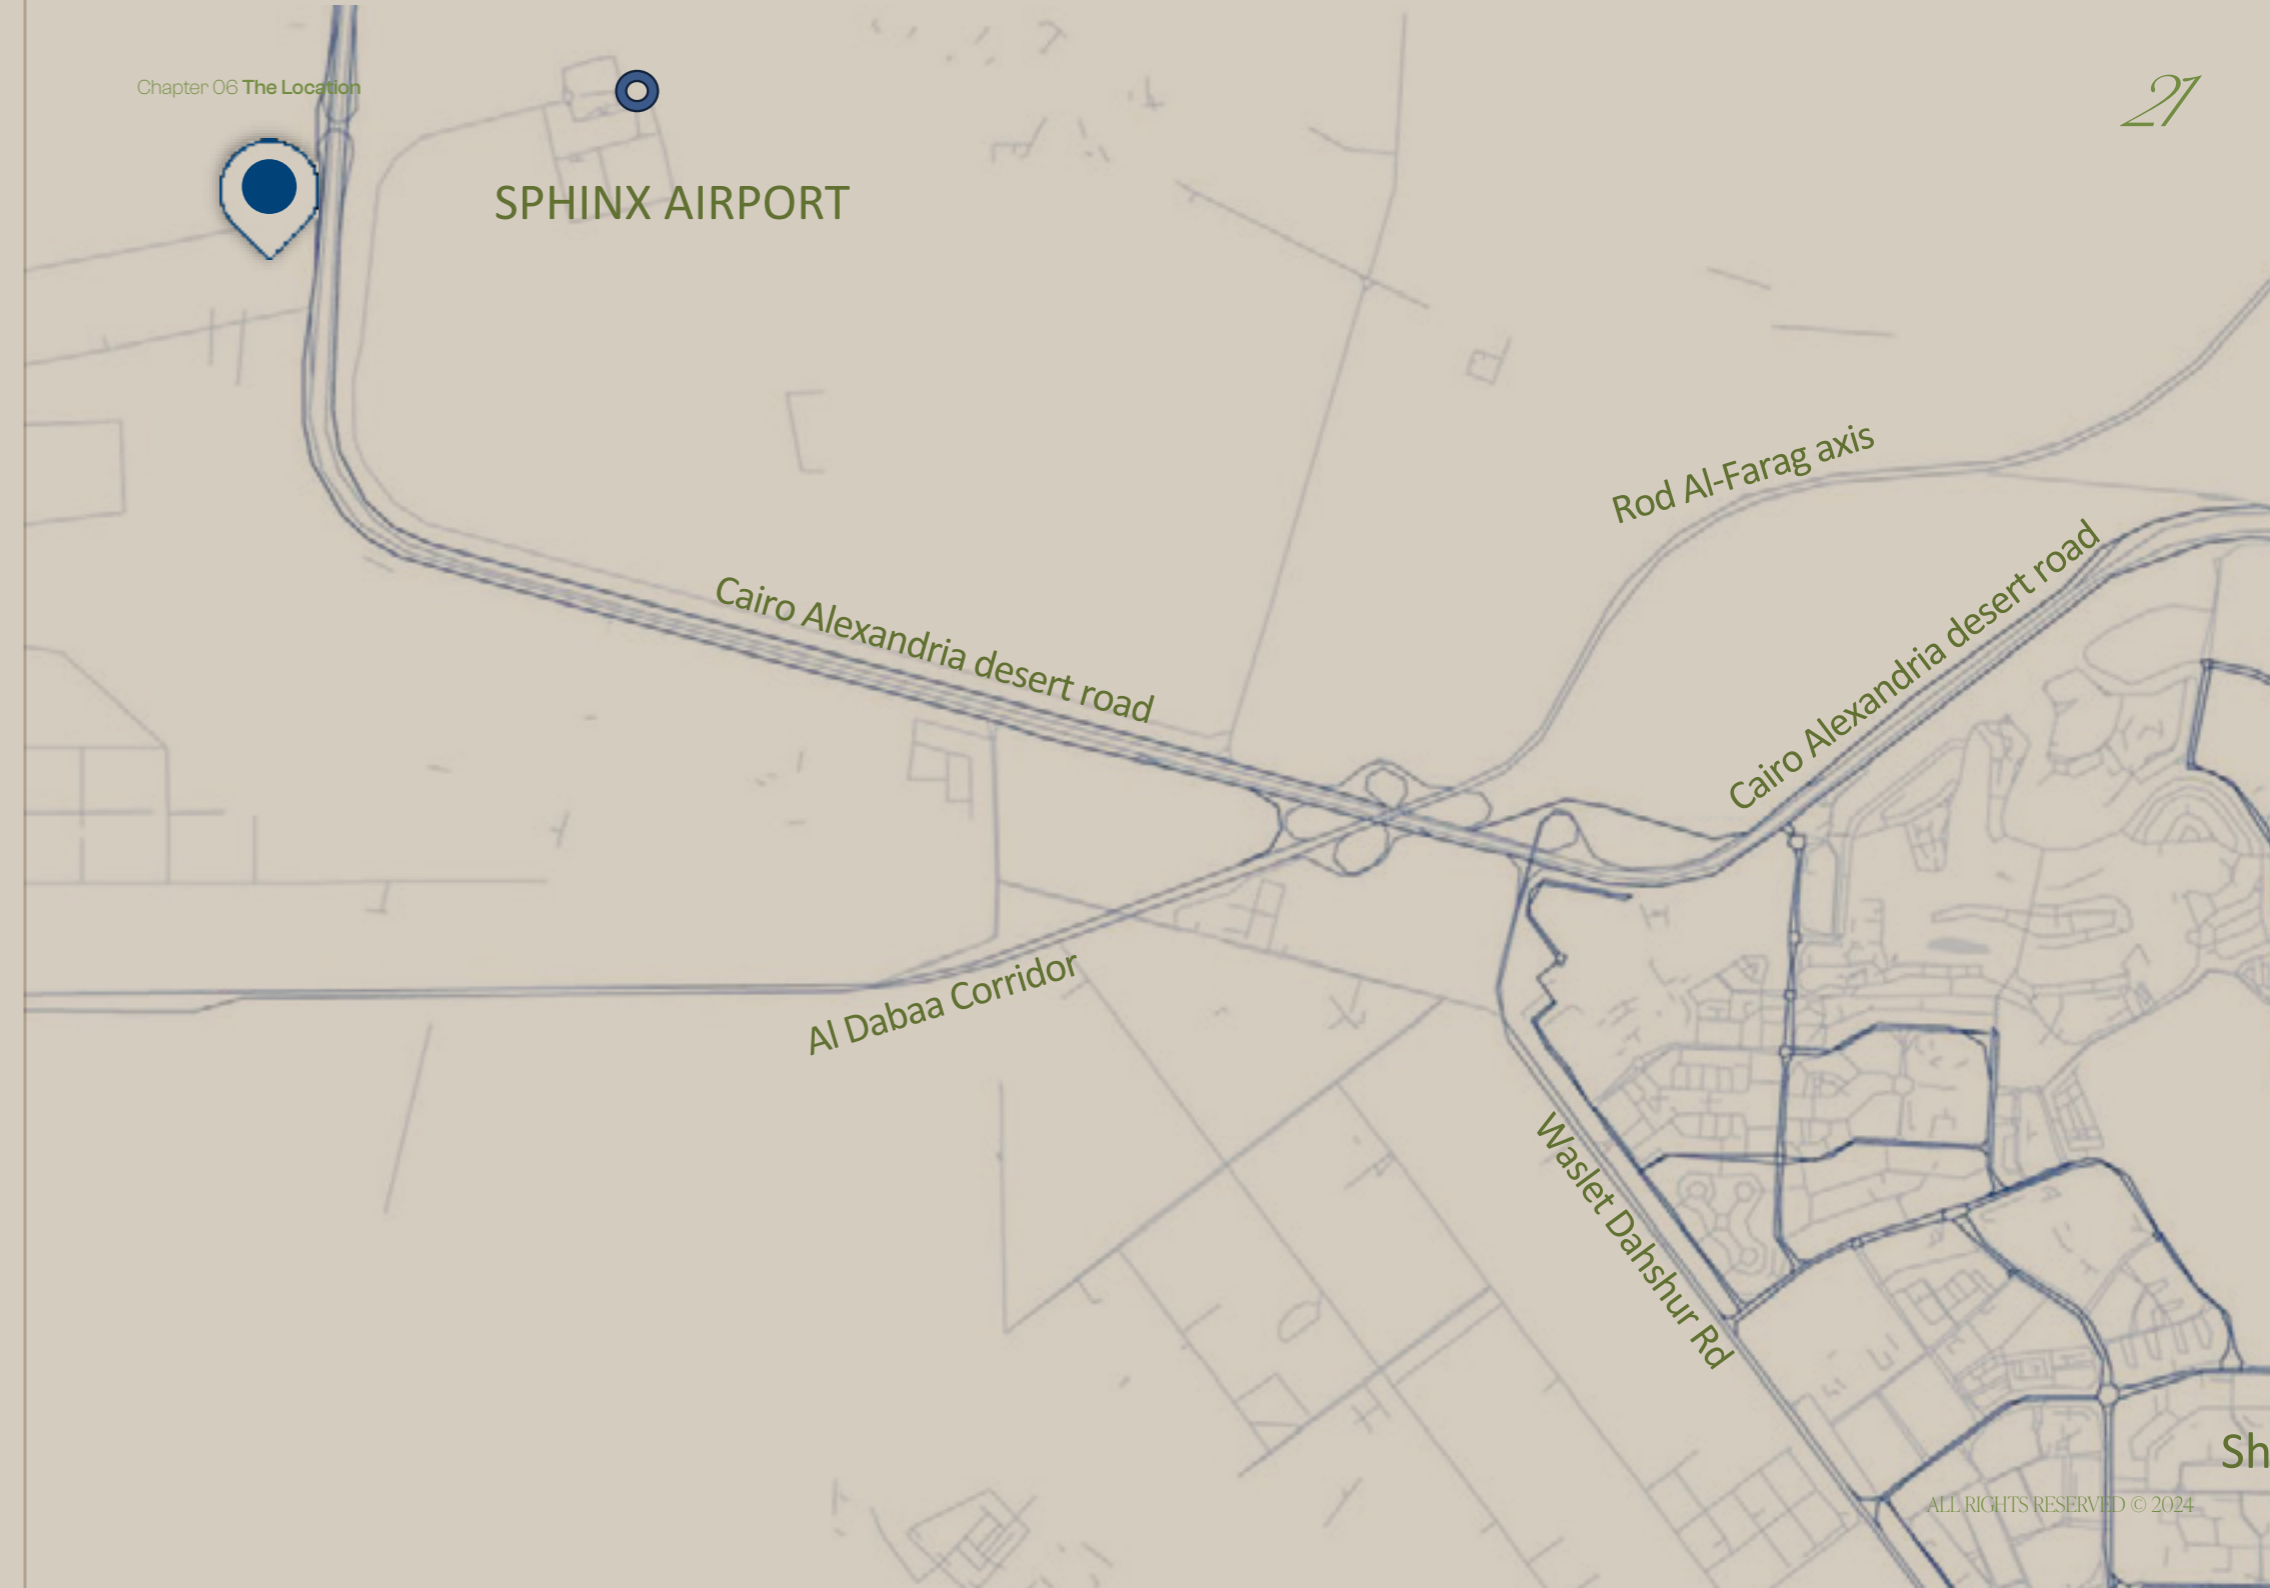 Chapter 06 The Location
21
SPHINX AIRPORT
Rod Al-Farag axis
Cairo Alexandria desert road
Cairo Alexandria desert road
Al Dabaa Corridor
Waslet Dahshur Rd
Sh
ALL RIGHTS RESERVED © 2024